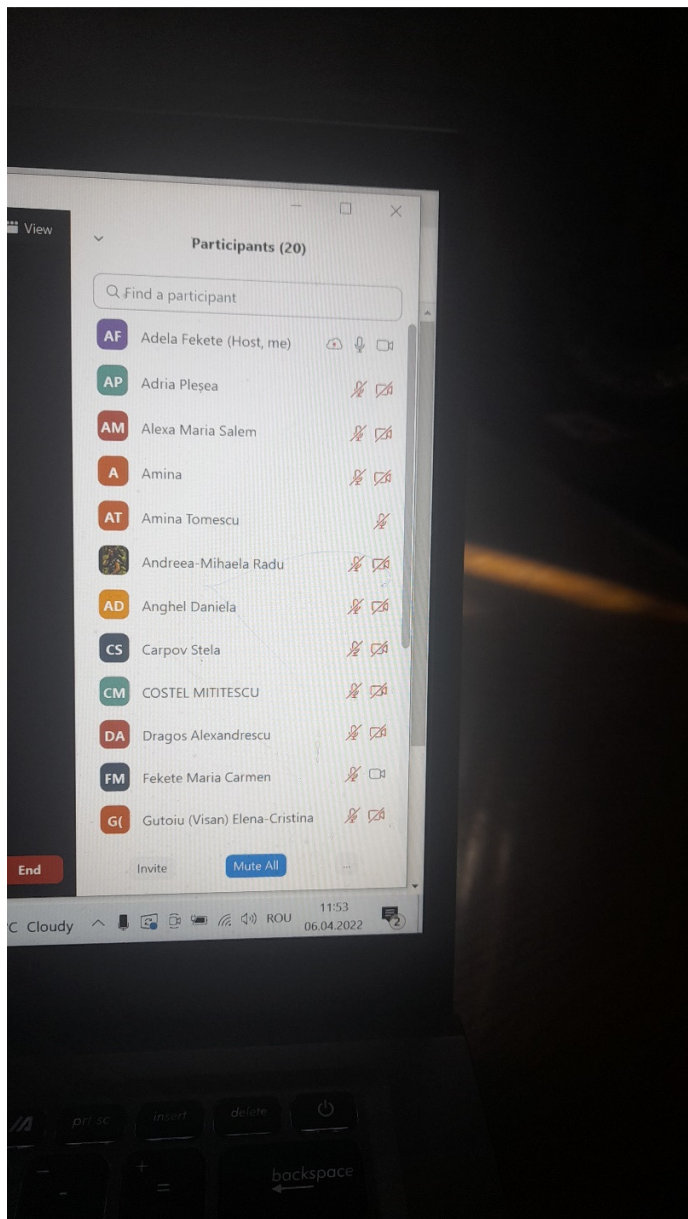 View
Participants (20)
Find a participant
AF Adela Fekete (Host, me)
AP Adria Pleșea
AM Alexa Maria Salem
A Amina
AT Amina Tomescu
Andreea-Mihaela Radu
AD Anghel Daniela
CS Carpov Stela
CM COSTEL MITITESCU
DA Dragos Alexandrescu
FM Fekete Maria Carmen
G( Gutoiu (Visan) Elena-Cristina
End Invite Mute All ...
C Cloudy ROU 11:53
06.04.2022 2
prt sc insert delete
- + backspace
- =